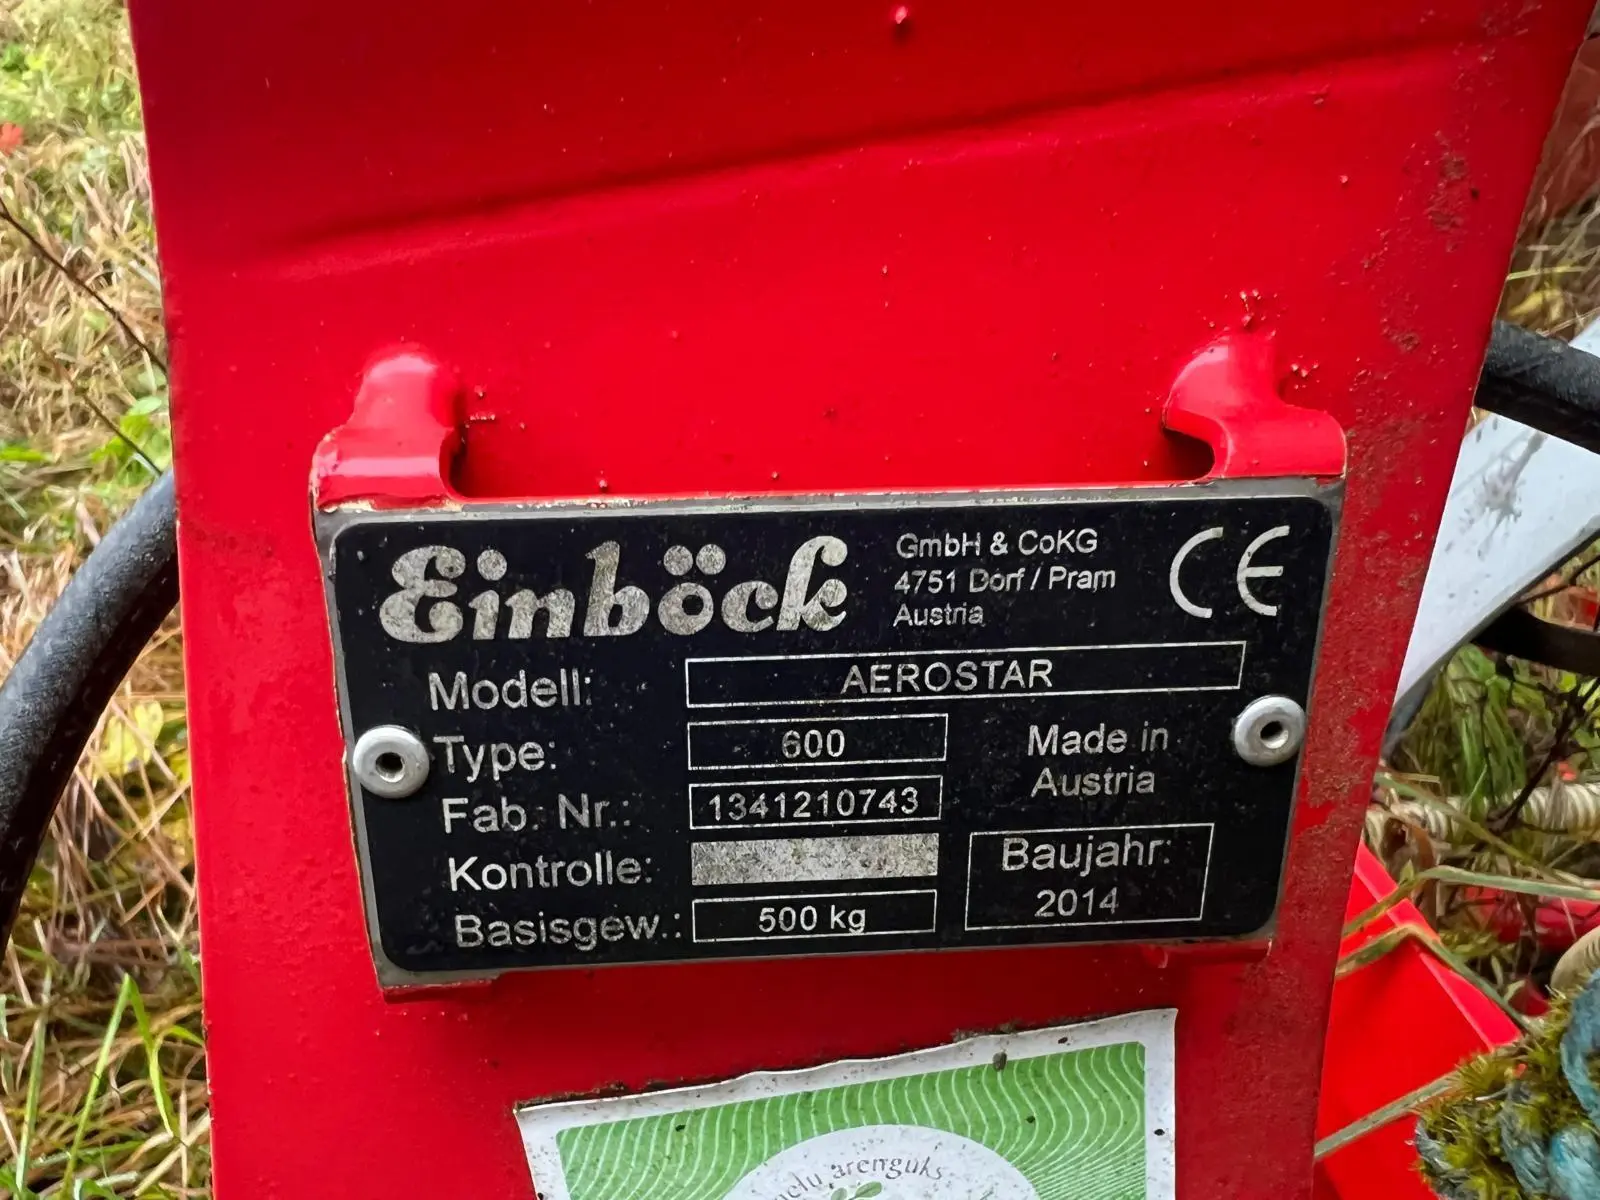 Einböck
GmbH & CoKG
4751 Dorf / Pram
Austria
CE
Modell: AEROSTAR
Type: 600
Made in
Austria
Fab. Nr.: 1341210743
Kontrolle:
Basisgew.: 500 kg
Baujahr:
2014
arenguks